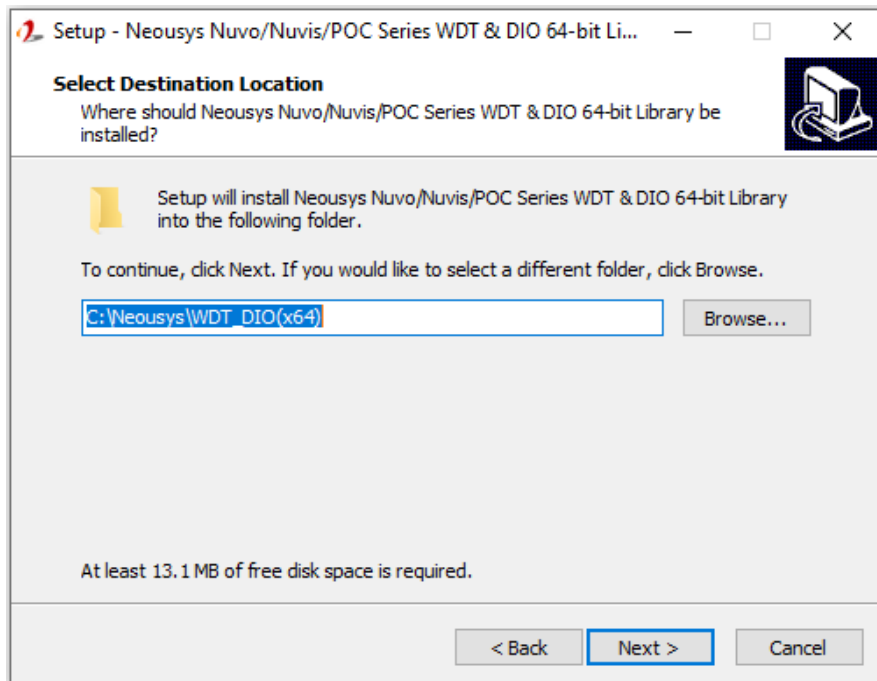 Setup - Neousys Nuvo/Nuvis/POC Series WDT & DIO 64-bit Li...
Select Destination Location
Where should Neousys Nuvo/Nuvis/POC Series WDT & DIO 64-bit Library be
installed?
Setup will install Neousys Nuvo/Nuvis/POC Series WDT & DIO 64-bit Library
into the following folder.
To continue, click Next. If you would like to select a different folder, click Browse.
C:\Neousys\WDT_DIO(x64)
Browse...
At least 13.1 MB of free disk space is required.
< Back
Next >
Cancel